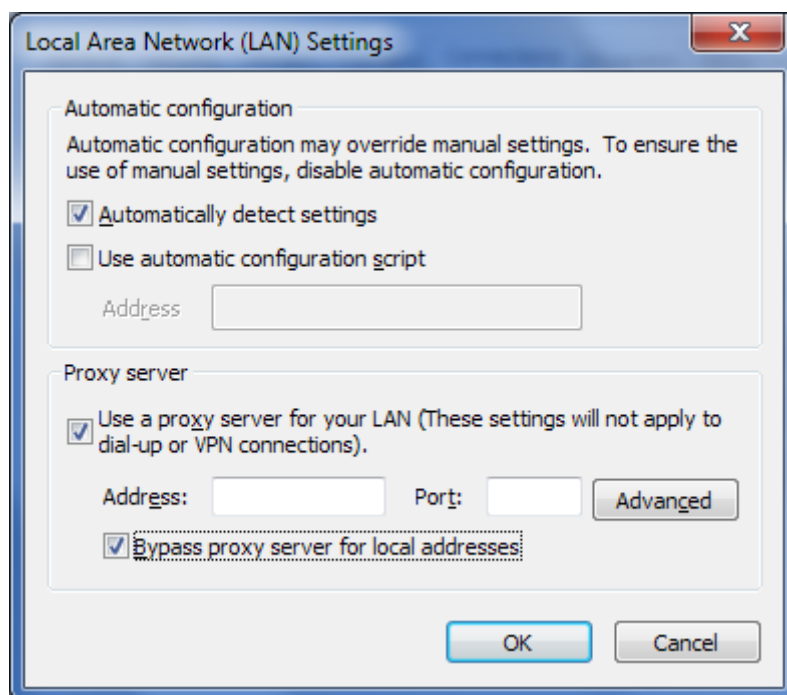 Local Area Network (LAN) Settings
Automatic configuration
Automatic configuration may override manual settings. To ensure the
use of manual settings, disable automatic configuration.
Automatically detect settings
Use automatic configuration script
Address
Proxy server
Use a proxy server for your LAN (These settings will not apply to
dial-up or VPN connections).
Address: Port: Advanced
Bypass proxy server for local addresses
OK Cancel